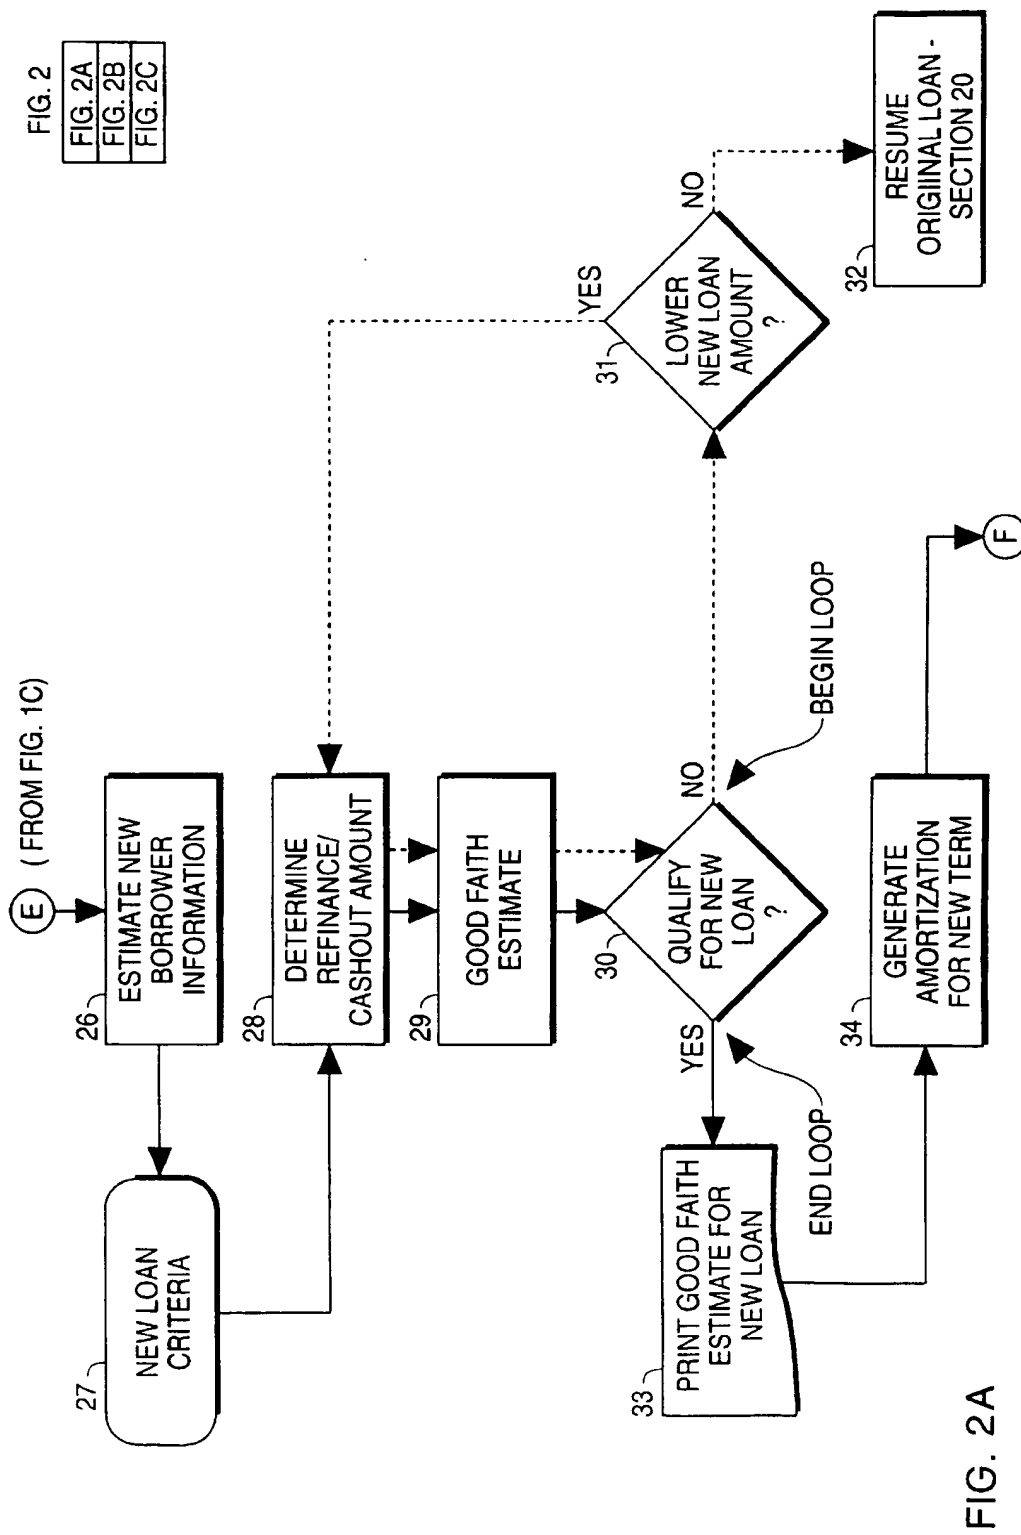 FIG. 2
FIG. 2A
FIG. 2B
FIG. 2C
E
( FROM FIG. 1C)
26
ESTIMATE NEW
BORROWER
INFORMATION
27
NEW LOAN
CRITERIA
28
DETERMINE
REFINANCE/
CASHOUT AMOUNT
29
GOOD FAITH
ESTIMATE
30
QUALIFY
FOR NEW
LOAN
?
YES
NO
BEGIN LOOP
END LOOP
31
LOWER
NEW LOAN
AMOUNT
?
YES
NO
32
RESUME
ORIGIINAL LOAN -
SECTION 20
33
PRINT GOOD FAITH
ESTIMATE FOR
NEW LOAN
34
GENERATE
AMORTIZATION
FOR NEW TERM
F
FIG. 2A